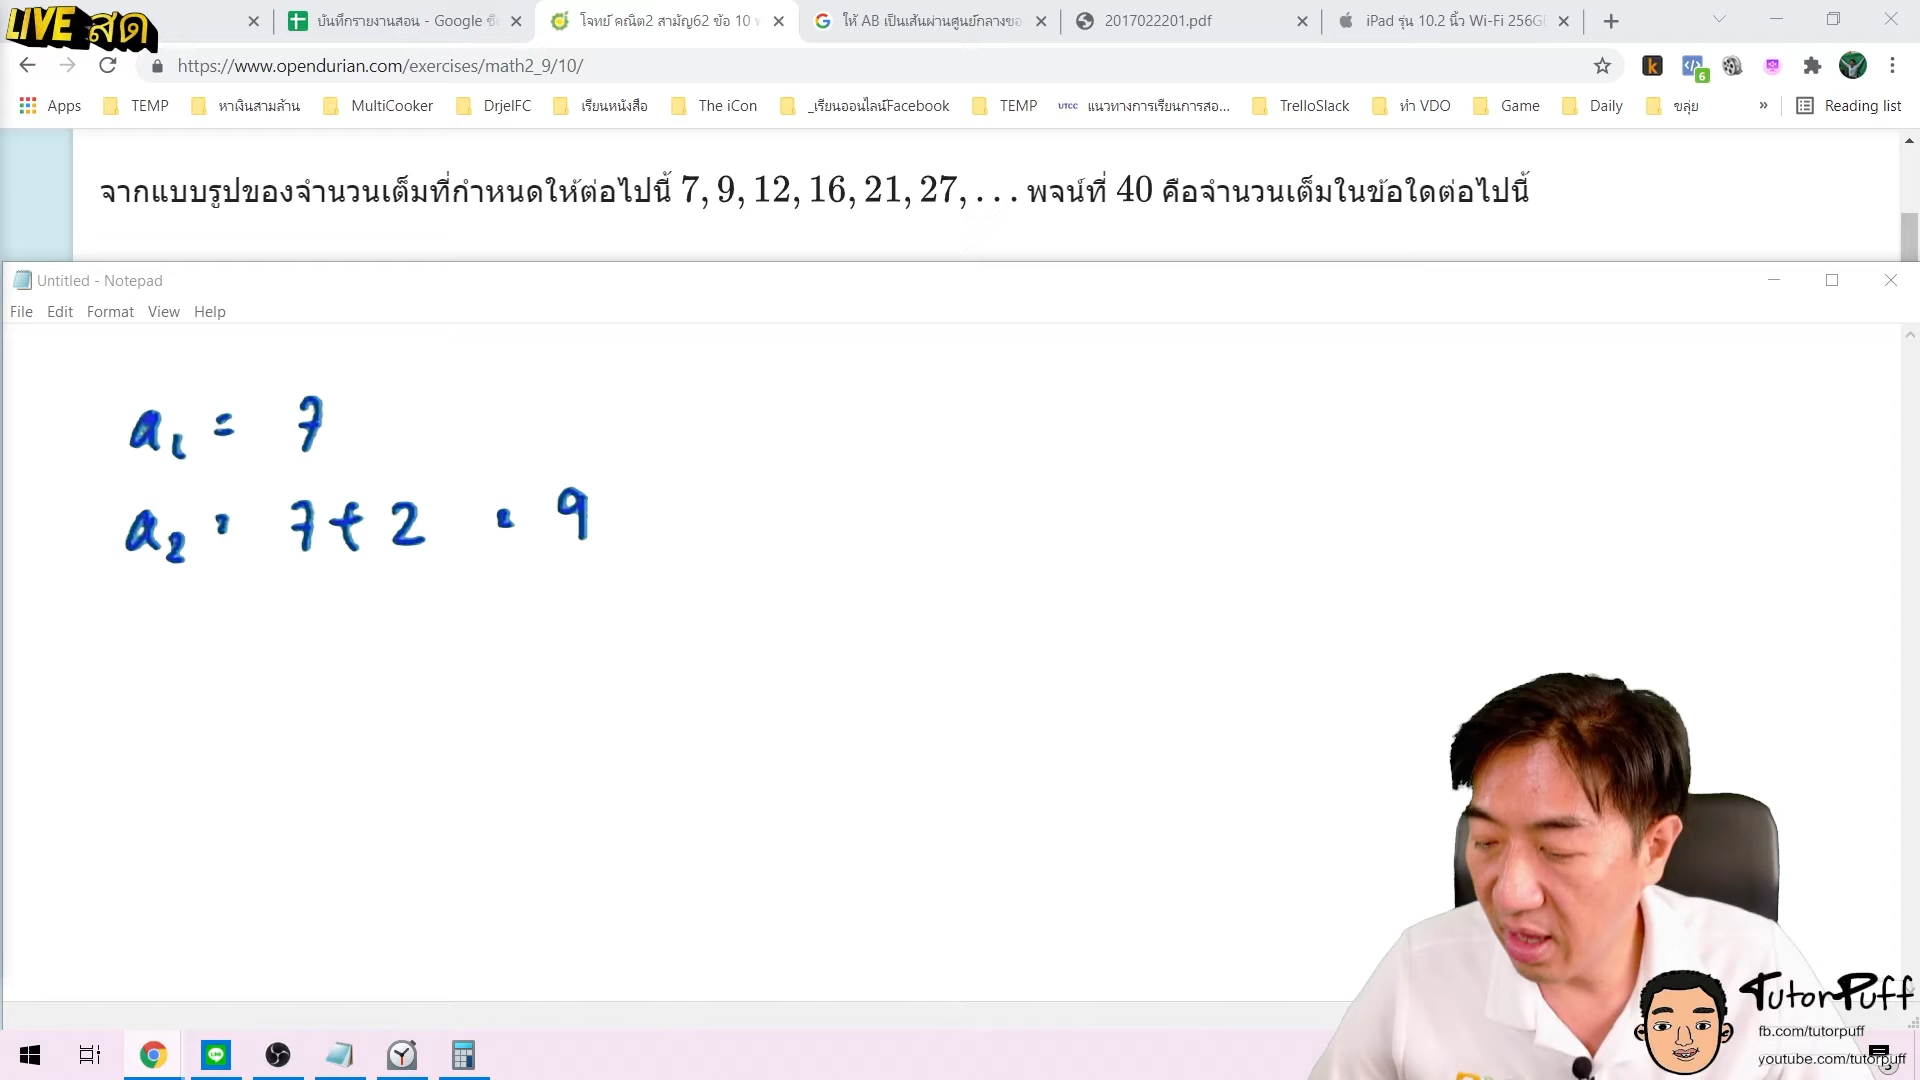 LIVE สด
บันทึกรายงานสอน - Google ชี
โจทย์ คณิต2 สามัญ62 ข้อ 10 พ
ให้ AB เป็นเส้นผ่านศูนย์กลางขอ
2017022201.pdf
iPad รุ่น 10.2 นิ้ว Wi-Fi 256GB
https://www.opendurian.com/exercises/math2_9/10/
6
Apps
TEMP
หาเงินสามล้าน
MultiCooker
DrjelFC
เรียนหนังสือ
The iCon
_เรียนออนไลน์Facebook
TEMP
UTCC แนวทางการเรียนการสอ...
TrelloSlack
ทำ VDO
Game
Daily
ขลุ่ย
»
Reading list
จากแบบรูปของจำนวนเต็มที่กำหนดให้ต่อไปนี้ 7, 9, 12, 16, 21, 27, ... พจน์ที่ 40 คือจำนวนเต็มในข้อใดต่อไปนี้
Untitled - Notepad
File Edit Format View Help
a1 = 7
a2 = 7 + 2 = 9
TutorPuff
fb.com/tutorpuff
youtube.com/tutorpuff